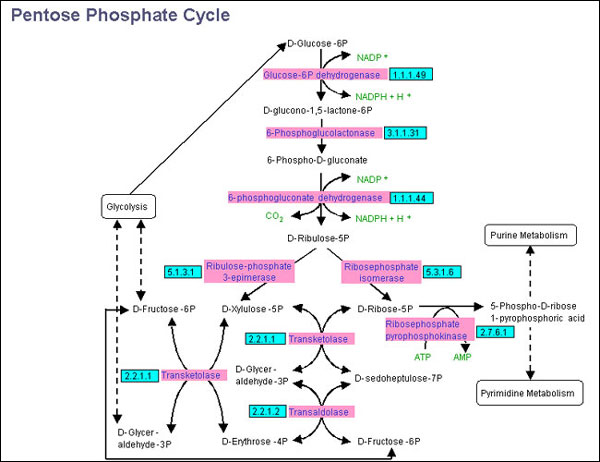 Pentose Phosphate Cycle
D-Glucose -6P
NADP +
Glucose-6P dehydrogenase 1.1.1.49
NADPH + H +
D-glucono-1,5-lactone-6P
6-Phosphoglucolactonase 3.1.1.31
6-Phospho-D-gluconate
NADP +
6-phosphogluconate dehydrogenase 1.1.1.44
Glycolysis
CO2
NADPH + H +
D-Ribulose-5P
Purine Metabolism
5.1.3.1 Ribulose-phosphate
3-epimerase
Ribosephosphate
isomerase
5.3.1.6
D-Fructose -6P
D-Xylulose -5P
D-Ribose-5P
5-Phospho-D-ribose
1-pyrophosphoric acid
Ribosephosphate
pyrophosphokinase
2.7.6.1
2.2.1.1 Transketolase
ATP
AMP
2.2.1.1 Transketolase
D-Glycer-
aldehyde-3P
D-sedoheptulose-7P
Pyrimidine Metabolism
2.2.1.2 Transaldolase
D-Glycer-
aldehyde-3P
D-Erythrose -4P
D-Fructose -6P